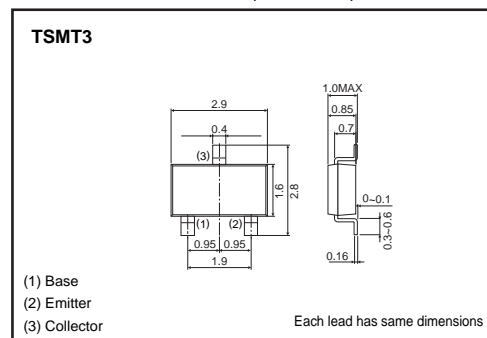 TSMT3
1.0MAX
2.9
0.85
0.4
0.7
(3)
1.6
2.8
0~0.1
(1) (2)
0.3~0.6
0.95 0.95
0.16
1.9
(1) Base
(2) Emitter
(3) Collector
Each lead has same dimensions